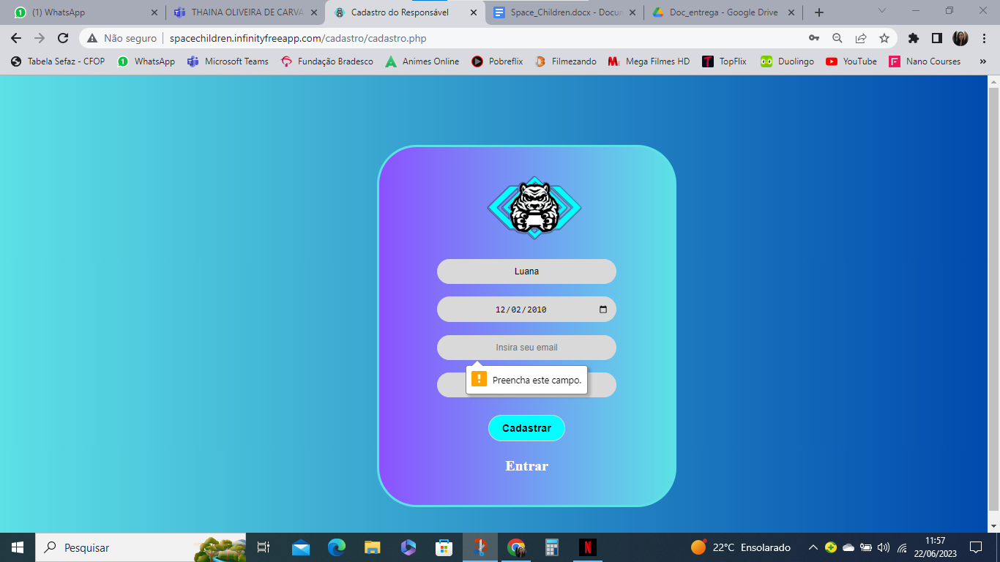 (1) WhatsApp
THAINA OLIVEIRA DE CARVA
Cadastro do Responsável
Space_Children.docx - Docum
Doc_entrega - Google Drive
Não seguro
spacechildren.infinityfreeapp.com/cadastro/cadastro.php
Tabela Sefaz - CFOP
WhatsApp
Microsoft Teams
Fundação Bradesco
Animes Online
Pobreflix
Filmezando
Mega Filmes HD
TopFlix
Duolingo
YouTube
Nano Courses
Luana
12/02/2010
Insira seu email
Preencha este campo.
Cadastrar
Entrar
Pesquisar
22°C Ensolarado
11:57
22/06/2023